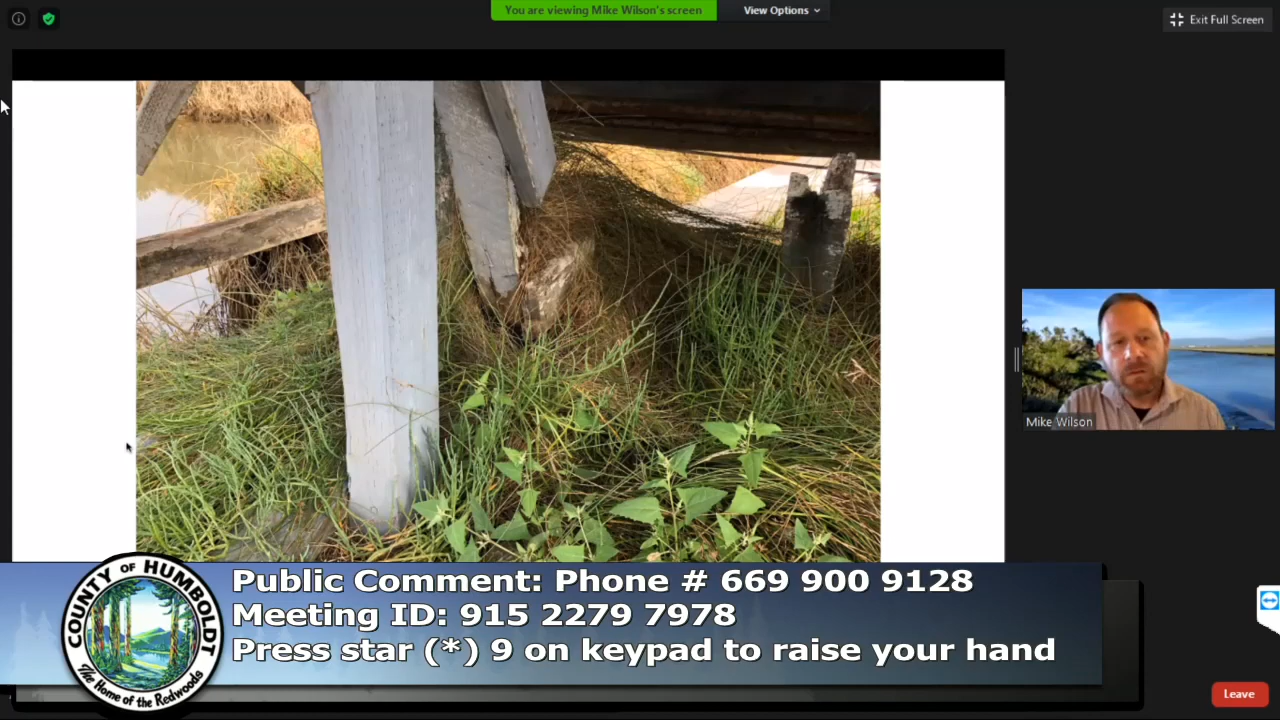 You are viewing Mike Wilson's screen
View Options
Exit Full Screen
Mike Wilson
COUNTY OF HUMBOLDT
The Home of the Redwoods
Public Comment: Phone # 669 900 9128
Meeting ID: 915 2279 7978
Press star (*) 9 on keypad to raise your hand
Leave